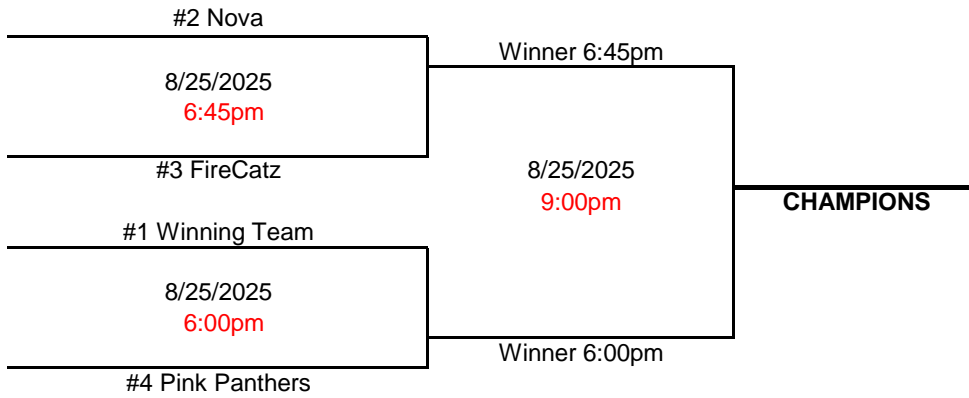 #2 Nova
Winner 6:45pm
8/25/2025
6:45pm
#3 FireCatz
8/25/2025
9:00pm
CHAMPIONS
#1 Winning Team
8/25/2025
6:00pm
Winner 6:00pm
#4 Pink Panthers